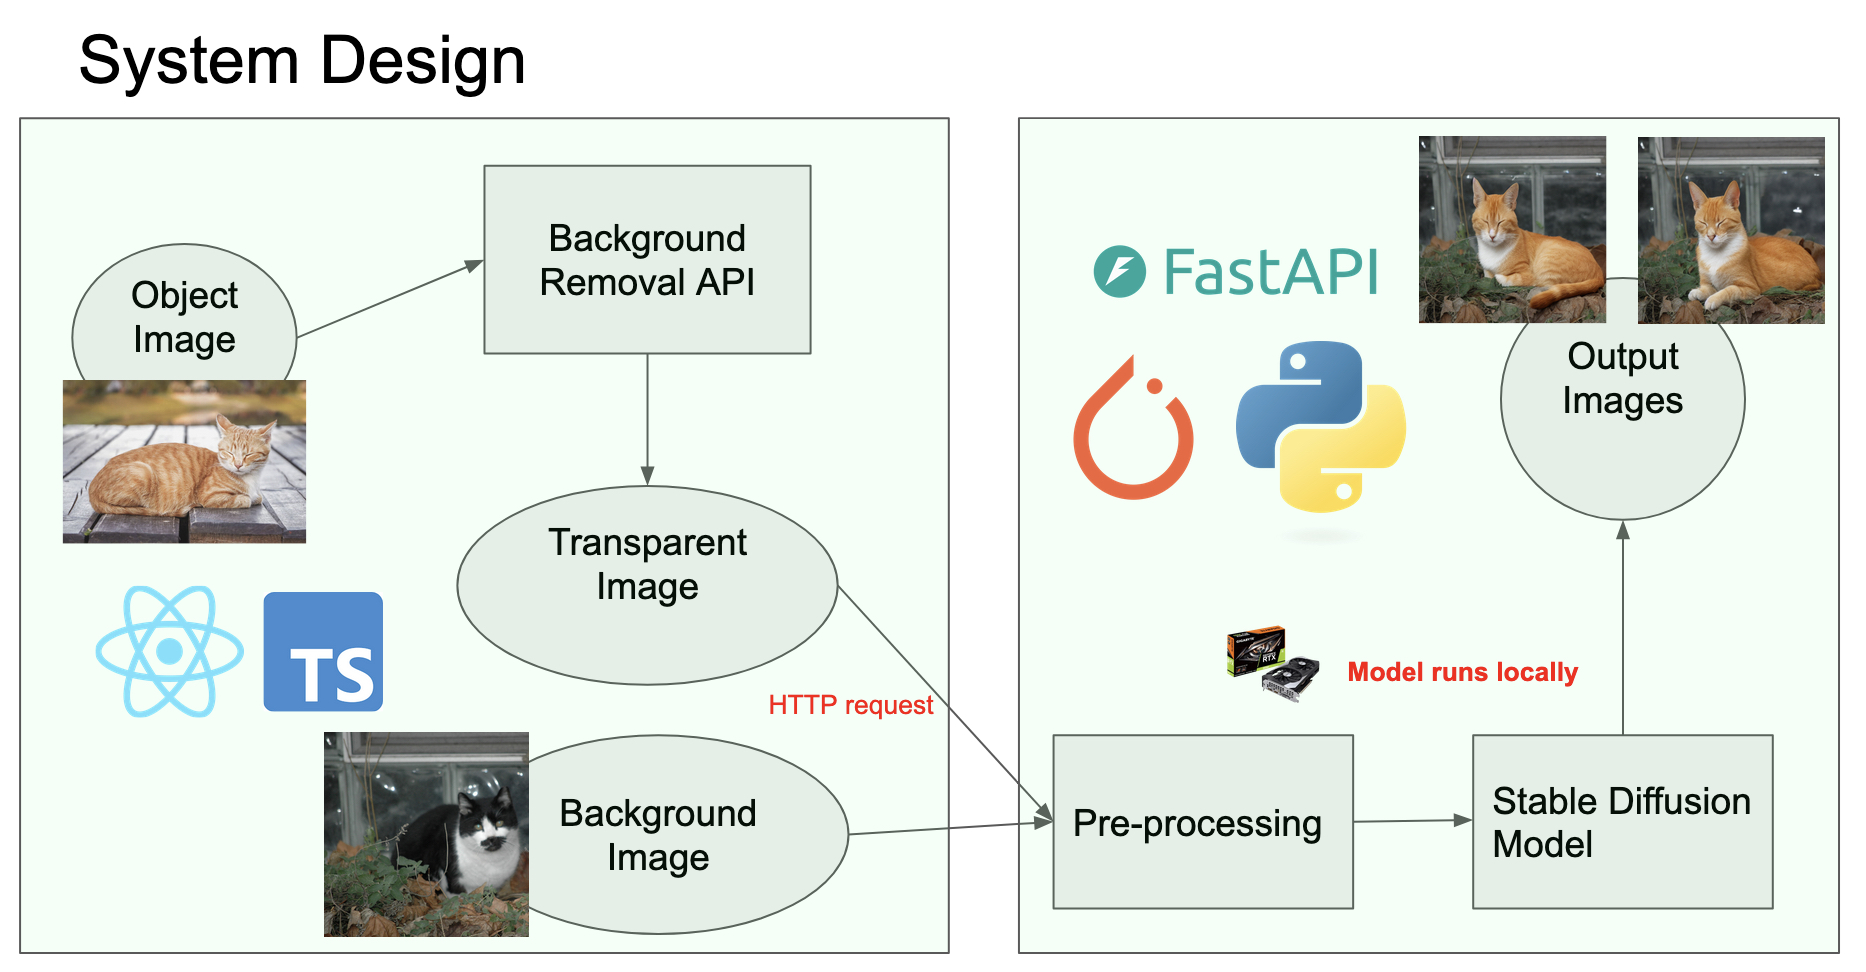 System Design
Object
Image
Background
Removal API
Transparent
Image
TS
HTTP request
Background
Image
FastAPI
Output
Images
RTX
Model runs locally
Pre-processing
Stable Diffusion
Model